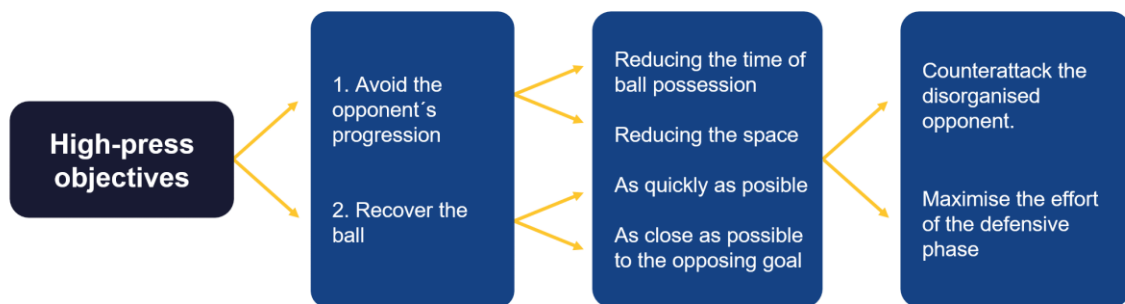 High-press
objectives
1. Avoid the
opponent´s
progression
2. Recover the
ball
Reducing the time of
ball possession
Reducing the space
As quickly as posible
As close as possible
to the opposing goal
Counterattack the
disorganised
opponent.
Maximise the effort
of the defensive
phase